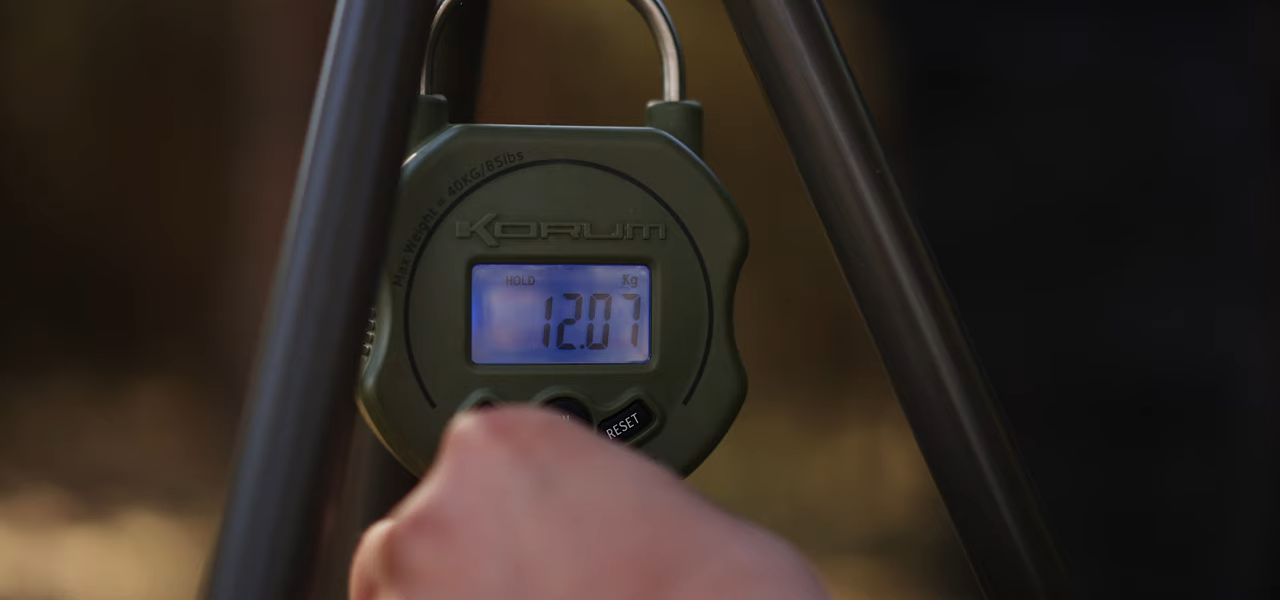 Max Weight = 40KG/85lbs
KORUM
HOLD Kg
12.07
RESET